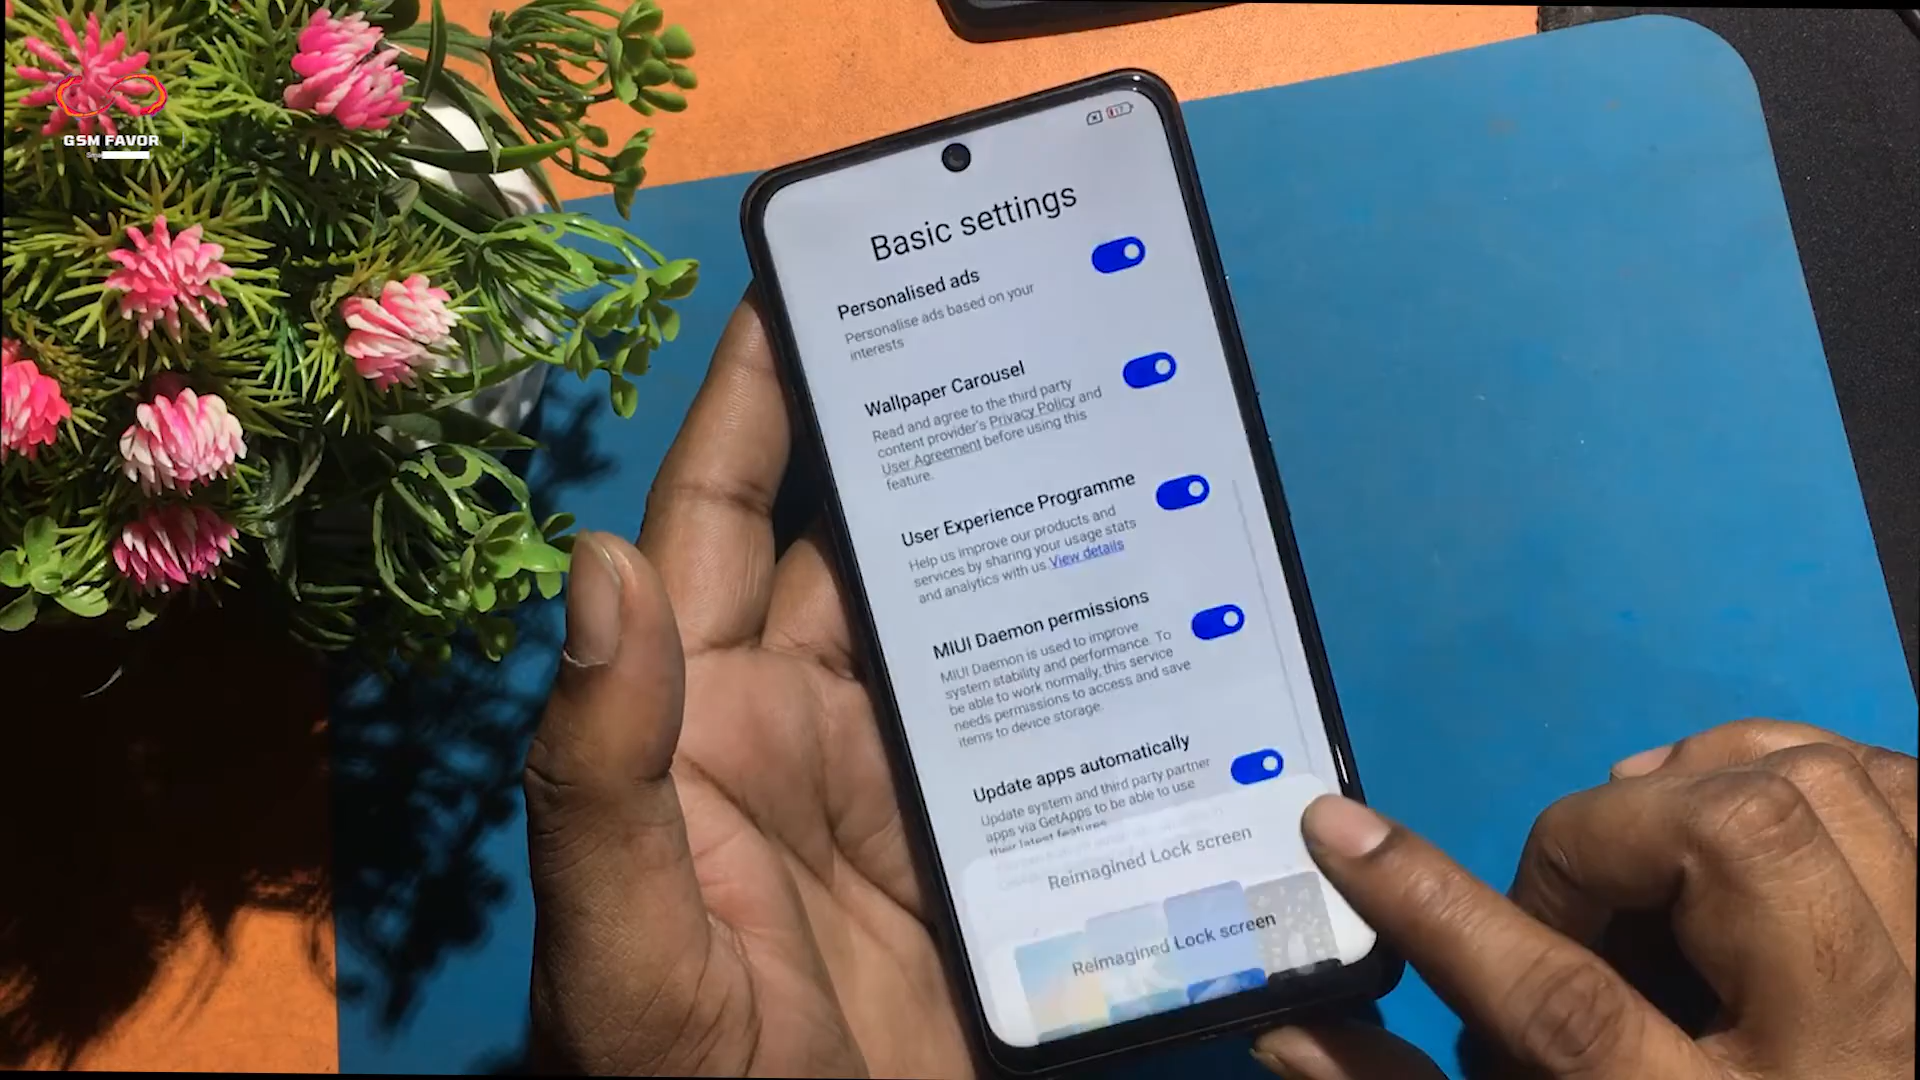 GSM FAVOR
Basic settings
Personalised ads
Personalise ads based on your
interests
Wallpaper Carousel
Read and agree to the third party
content provider's Privacy Policy and
User Agreement before using this
feature.
User Experience Programme
Help us improve our products and
services by sharing your usage stats
and analytics with us. View details
MIUI Daemon permissions
MIUI Daemon is used to improve
system stability and performance. To
be able to work normally, this service
needs permissions to access and save
items to device storage.
Update apps automatically
Update system and third party partner
apps via GetApps to be able to use
their latest features.
Reimagined Lock screen
Reimagined Lock screen